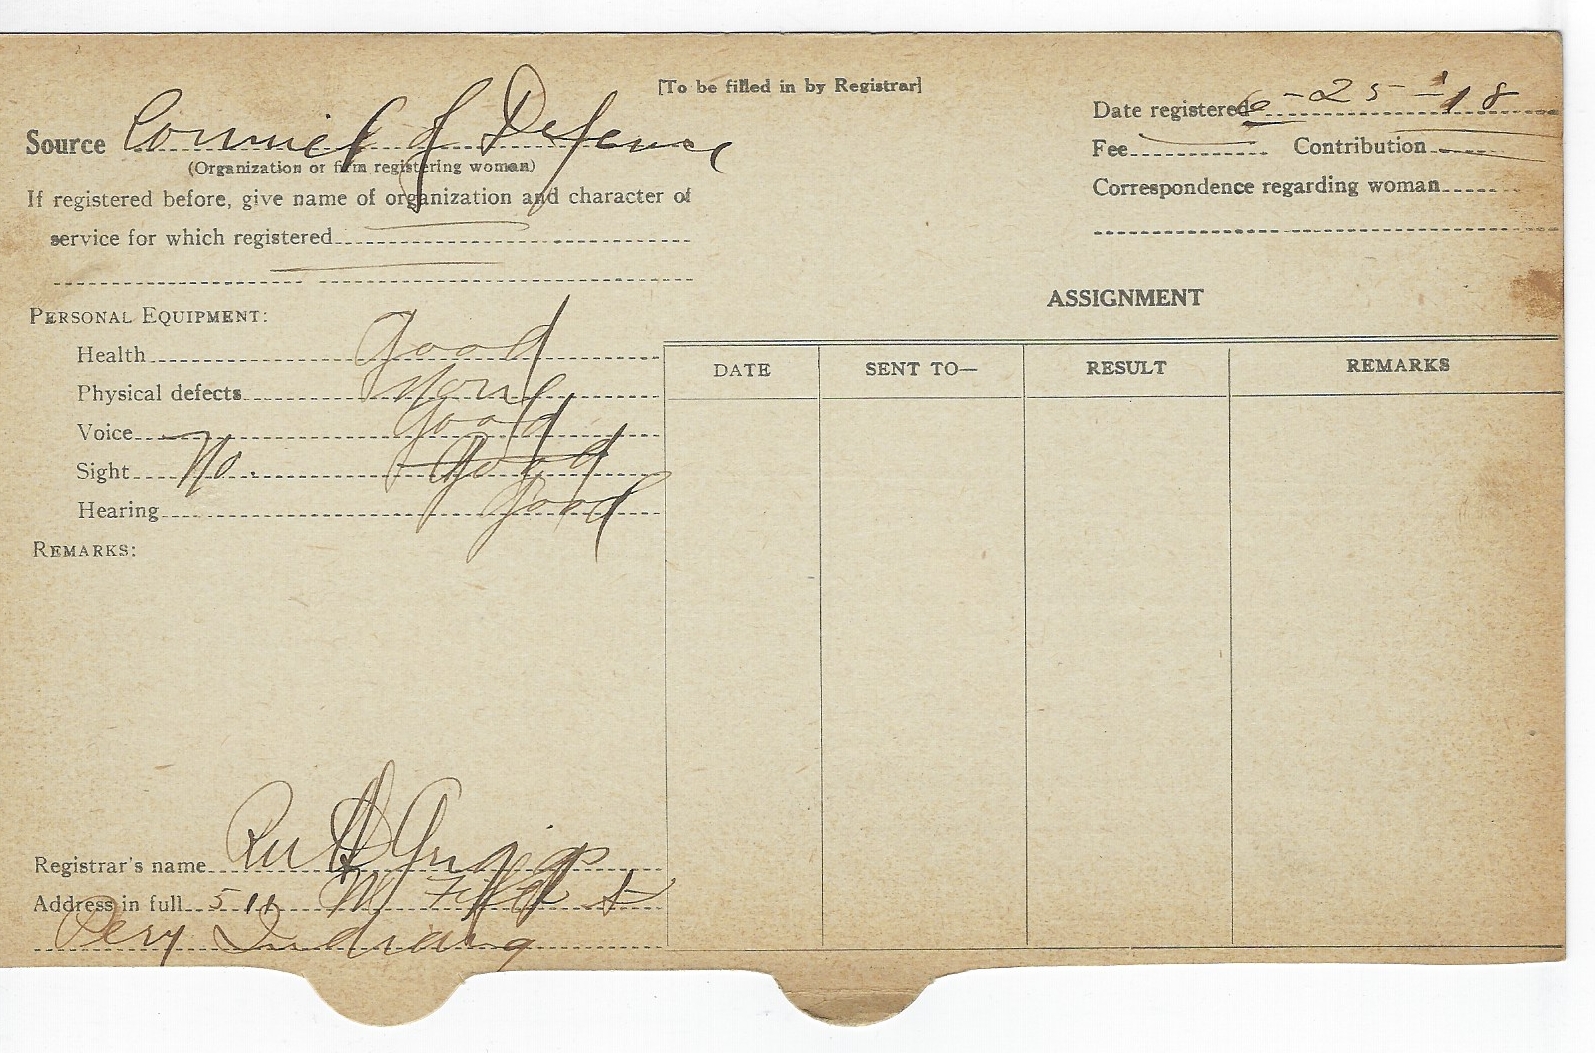 [To be filled in by Registrar]
Source Council of Defense
(Organization or firm registering woman)
If registered before, give name of organization and character of
service for which registered
Date registered 6-25-'18
Fee Contribution
Correspondence regarding woman
PERSONAL EQUIPMENT:
Health Good
Physical defects None
Voice Good
Sight No. Good
Hearing Good
REMARKS:
ASSIGNMENT
DATE SENT TO— RESULT REMARKS
Registrar's name Ruth Griggs
Address in full 511 W St
Peru Indiana